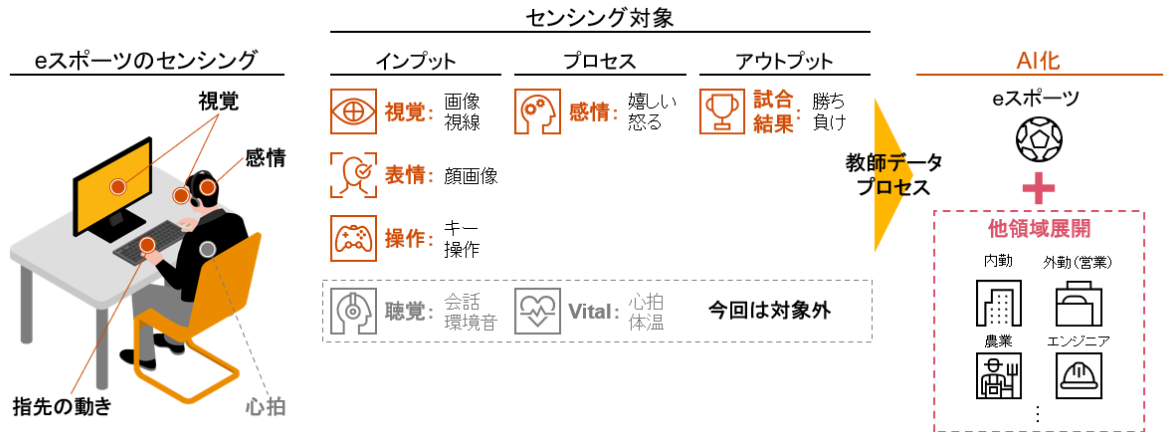 センシング対象
eスポーツのセンシング
視覚
感情
指先の動き
心拍
インプット
視覚：画像
視線
表情：顔画像
操作：キー
操作
聴覚：会話
環境音
プロセス
感情：嬉しい
怒る
Vital：心拍
体温
アウトプット
試合
結果：勝ち
負け
今回は対象外
教師データ
プロセス
AI化
eスポーツ
他領域展開
内勤
外勤（営業）
農業
エンジニア
⋮